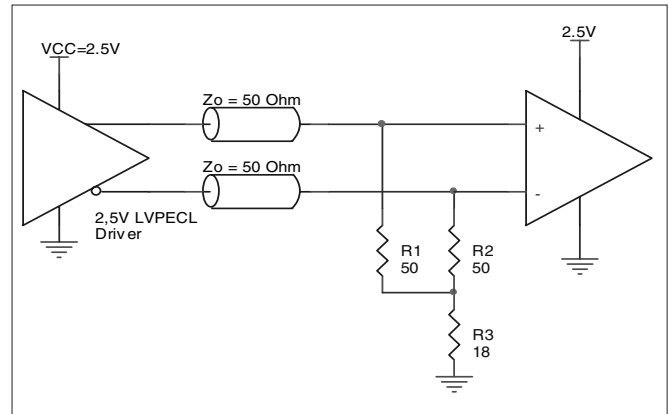 2.5V
VCC=2.5V
Zo = 50 Ohm
+
Zo = 50 Ohm
-
2,5V LVPECL
Driver
R1
50
R2
50
R3
18